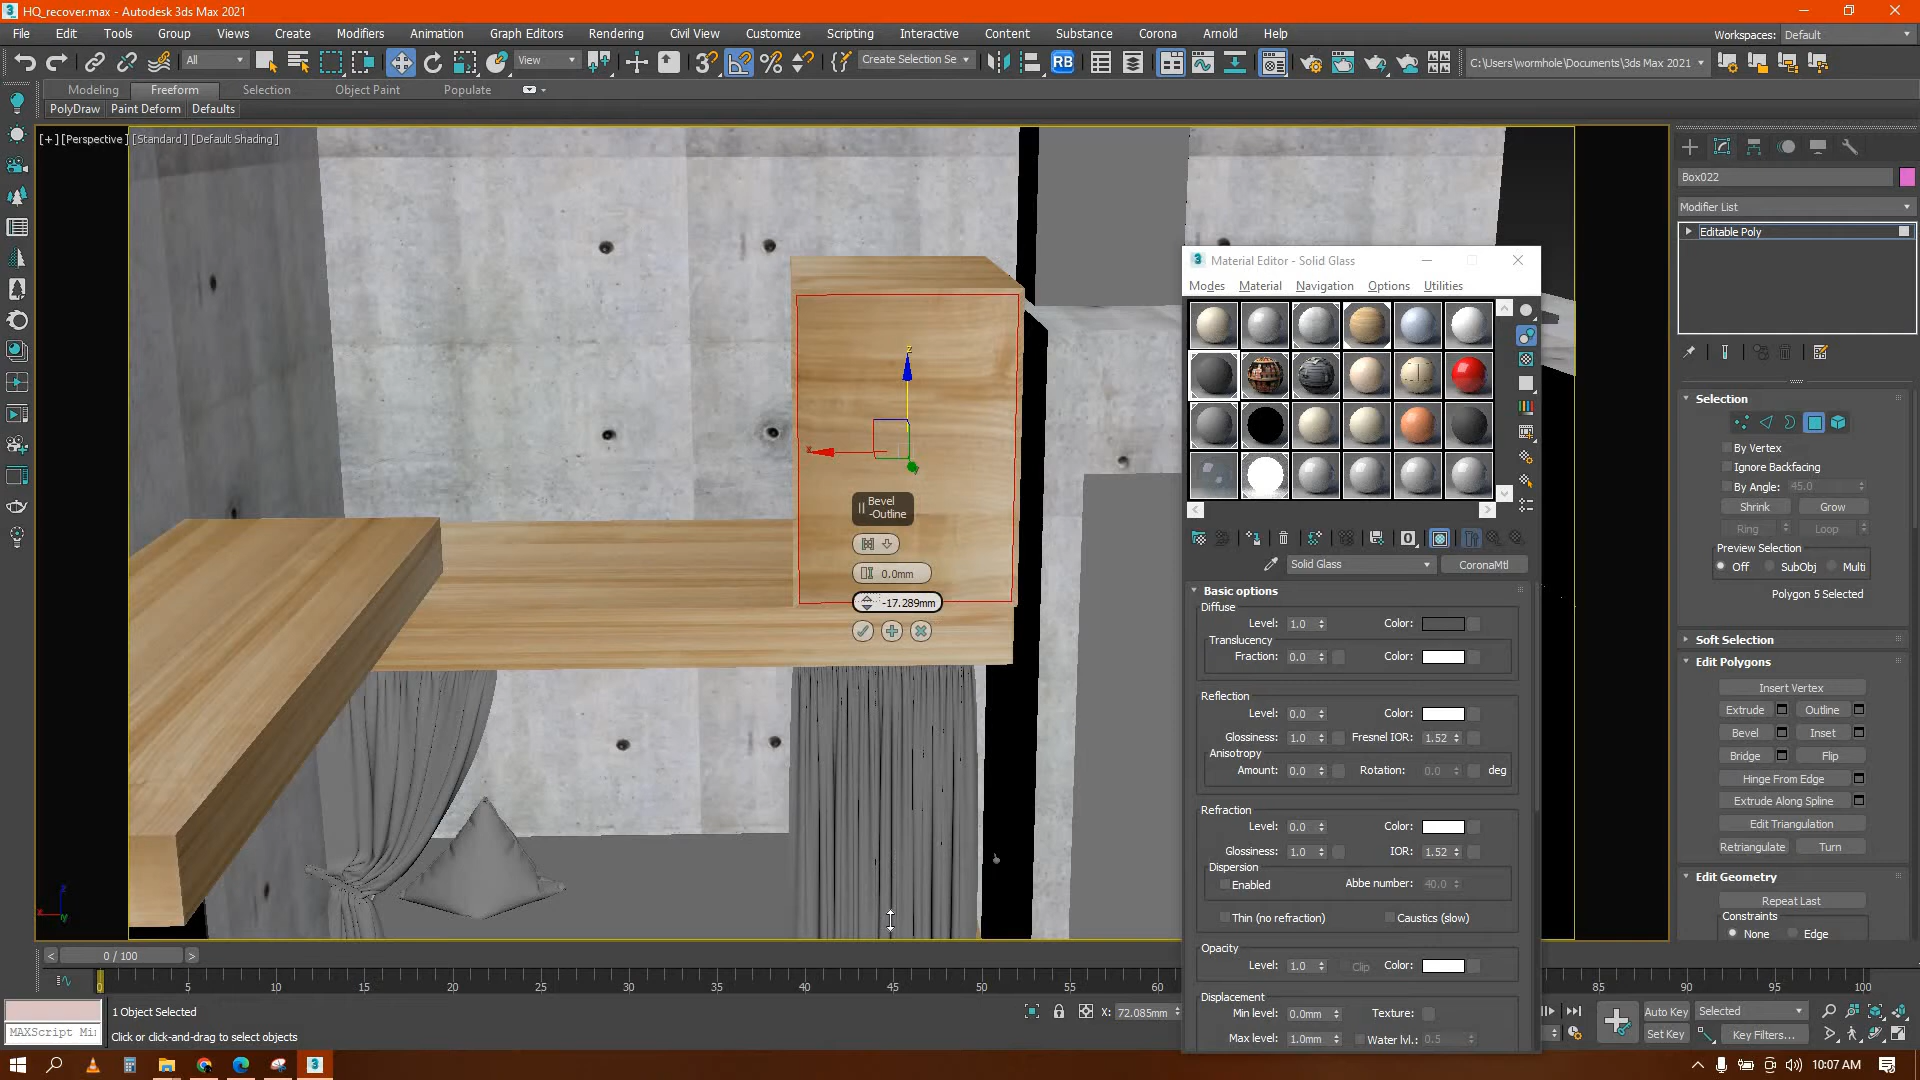 HQ_recover.max - Autodesk 3ds Max 2021
File Edit Tools Group Views Create Modifiers Animation Graph Editors Rendering Civil View Customize Scripting Interactive Content Substance Corona Arnold Help
Workspaces: Default
All View Create Selection Se RB C:\Users\wormhole\Documents\3ds Max 2021
Modeling Freeform Selection Object Paint Populate
PolyDraw Paint Deform Defaults
[+] [Perspective] [Standard] [Default Shading]
z
x
y
Bevel
-Outline
0.0mm
-17.289mm
Material Editor - Solid Glass
Modes Material Navigation Options Utilities
0
Solid Glass CoronaMtl
Basic options
Diffuse
Level: 1.0 Color:
Translucency
Fraction: 0.0 Color:
Reflection
Level: 0.0 Color:
Glossiness: 1.0 Fresnel IOR: 1.52
Anisotropy
Amount: 0.0 Rotation: 0.0 deg
Refraction
Level: 0.0 Color:
Glossiness: 1.0 IOR: 1.52
Dispersion
Enabled Abbe number: 40.0
Thin (no refraction) Caustics (slow)
Opacity
Level: 1.0 Clip Color:
Displacement
Min level: 0.0mm Texture:
Max level: 1.0mm Water lvl.: 0.5
Box022
Modifier List
Editable Poly
Selection
By Vertex
Ignore Backfacing
By Angle: 45.0
Shrink Grow
Ring Loop
Preview Selection
Off SubObj Multi
Polygon 5 Selected
Soft Selection
Edit Polygons
Insert Vertex
Extrude Outline
Bevel Inset
Bridge Flip
Hinge From Edge
Extrude Along Spline
Edit Triangulation
Retriangulate Turn
Edit Geometry
Repeat Last
Constraints
None Edge
z
x
y
0 / 100
0 5 10 15 20 25 30 35 40 45 50 55 60 85 90 95 100
1 Object Selected
X: 72.085mm
Auto Key Selected
MAXScript Mi
Click or click-and-drag to select objects
Set Key Key Filters...
10:07 AM